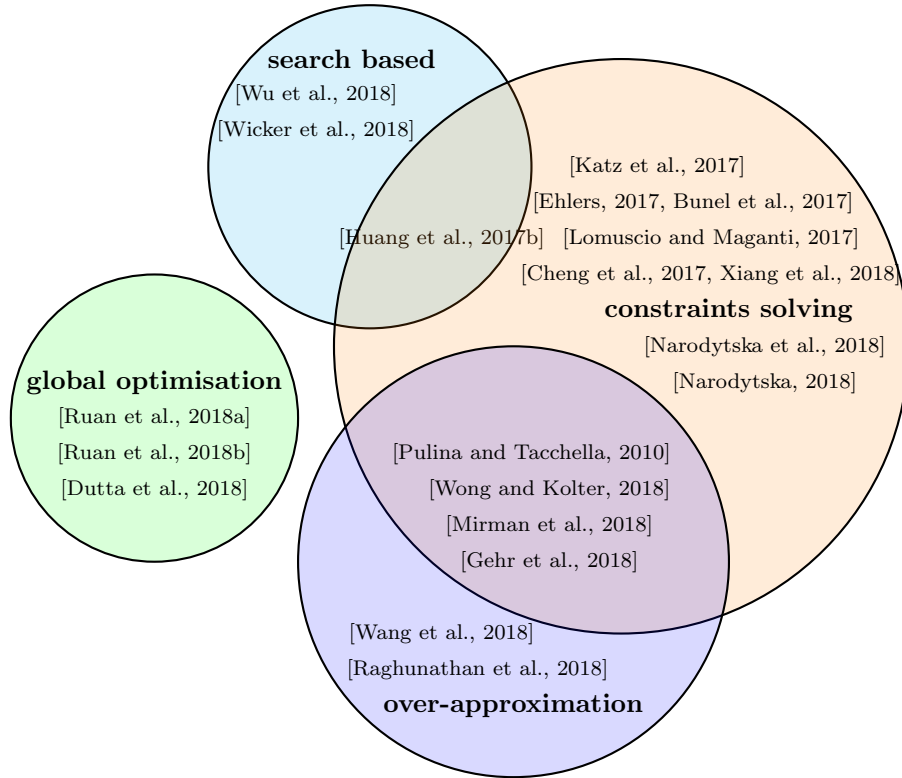 search based
[Wu et al., 2018]
[Wicker et al., 2018]
[Katz et al., 2017]
[Ehlers, 2017, Bunel et al., 2017]
[Huang et al., 2017b]
[Lomuscio and Maganti, 2017]
[Cheng et al., 2017, Xiang et al., 2018]
constraints solving
[Narodytska et al., 2018]
[Narodytska, 2018]
global optimisation
[Ruan et al., 2018a]
[Ruan et al., 2018b]
[Dutta et al., 2018]
[Pulina and Tacchella, 2010]
[Wong and Kolter, 2018]
[Mirman et al., 2018]
[Gehr et al., 2018]
[Wang et al., 2018]
[Raghunathan et al., 2018]
over-approximation